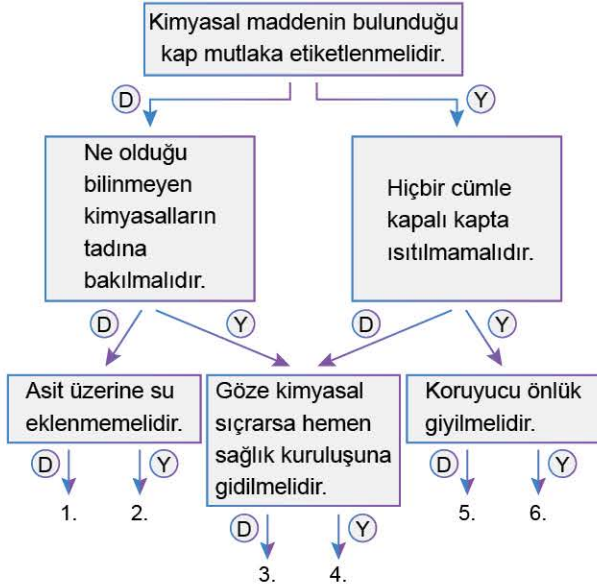 Kimyasal maddenin bulunduğu
kap mutlaka etiketlenmelidir.
D
Y
Ne olduğu
bilinmeyen
kimyasalların
tadına
bakılmalıdır.
Hiçbir cümle
kapalı kapta
ısıtılmamalıdır.
D
Y
D
Y
Asit üzerine su
eklenmemelidir.
Göze kimyasal
sıçrarsa hemen
sağlık kuruluşuna
gidilmelidir.
Koruyucu önlük
giyilmelidir.
D
Y
D
Y
D
Y
1.
2.
3.
4.
5.
6.